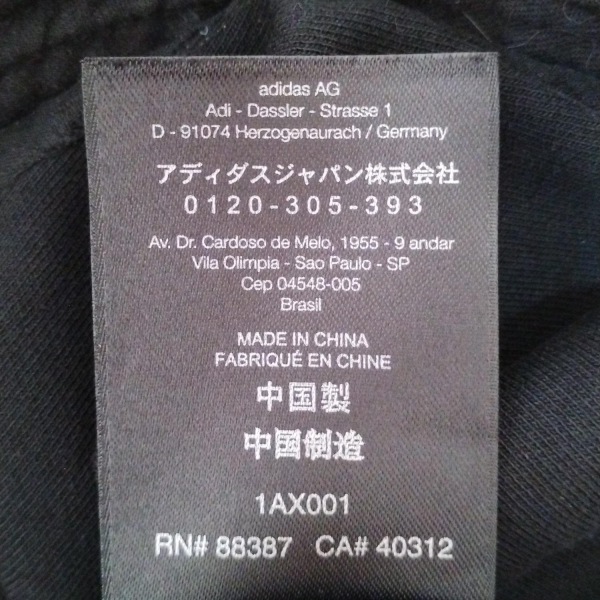 adidas AG
Adi - Dassler - Strasse 1
D - 91074 Herzogenaurach / Germany
アディダスジャパン株式会社
0120-305-393
Av. Dr. Cardoso de Melo, 1955 - 9 andar
Vila Olimpia - Sao Paulo - SP
Cep 04548-005
Brasil
MADE IN CHINA
FABRIQUÉ EN CHINE
中国製
中国制造
1AX001
RN# 88387 CA# 40312